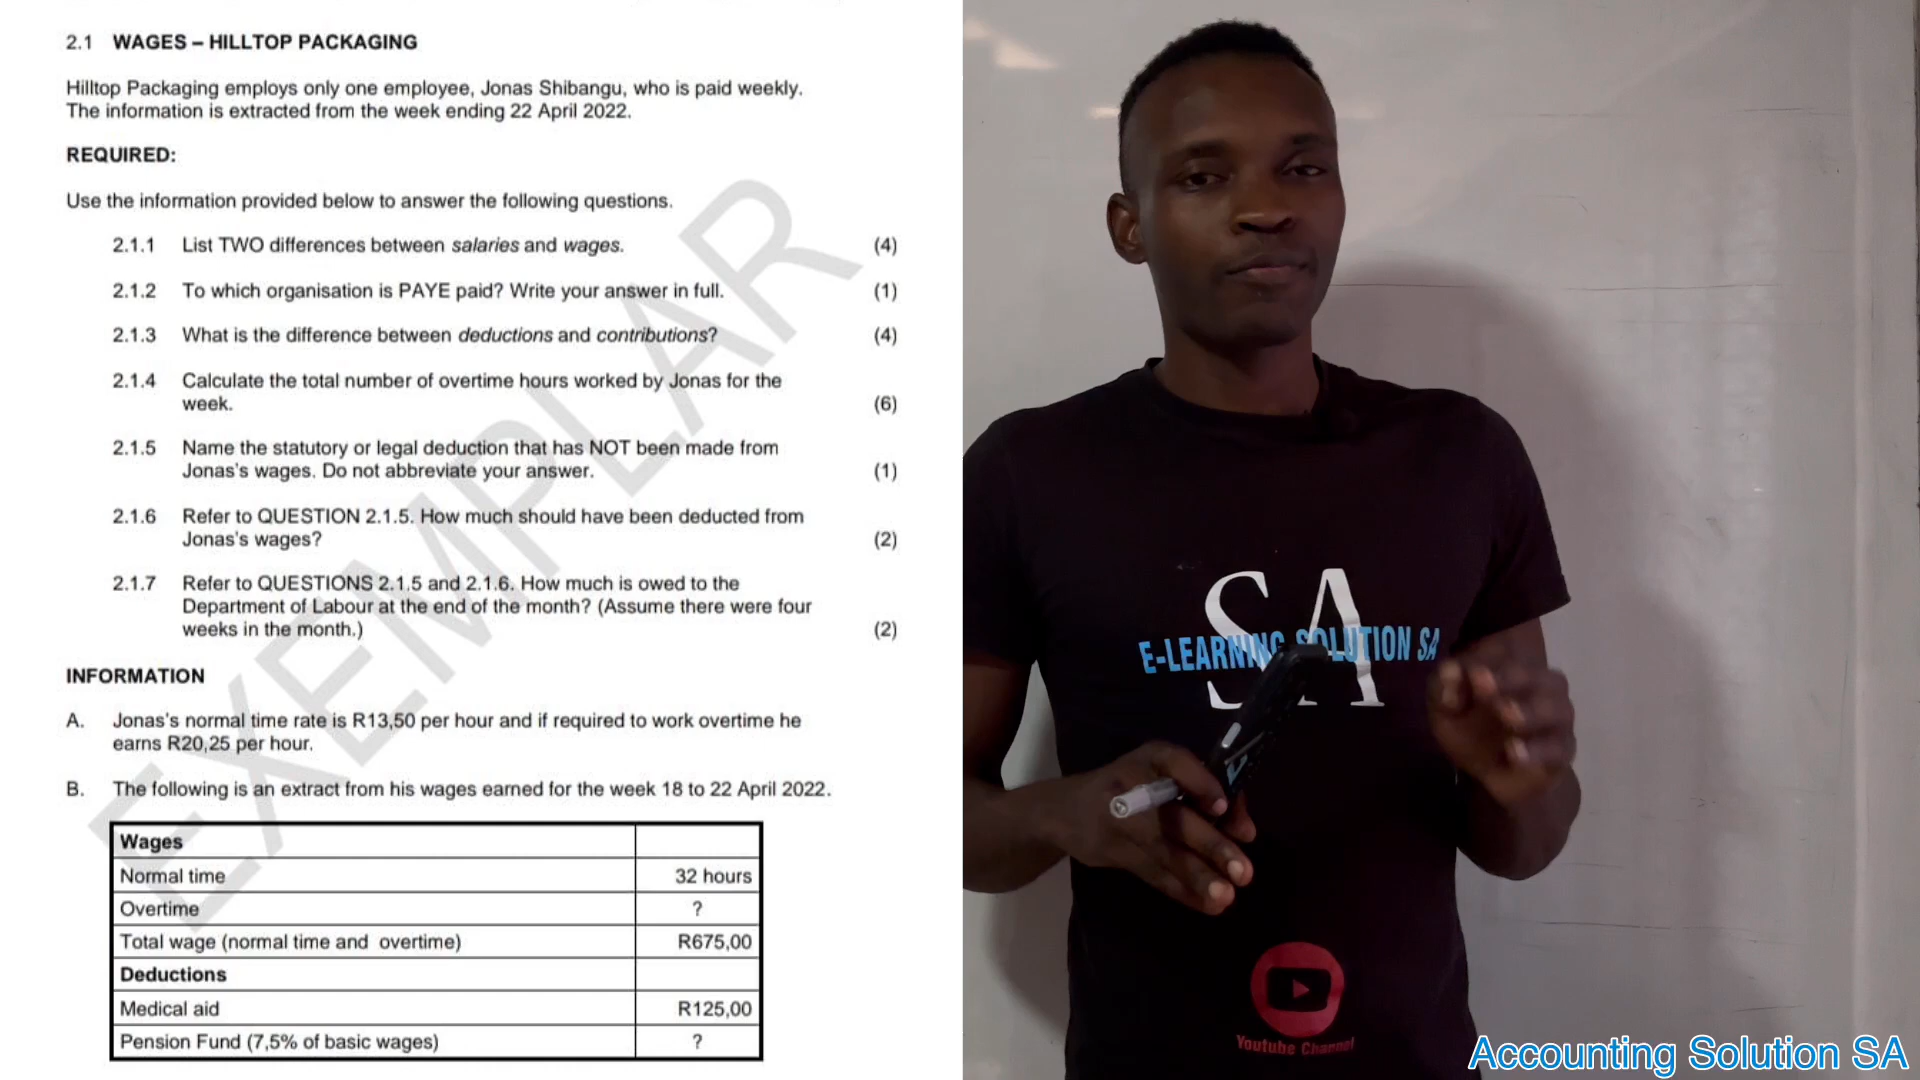 2.1 WAGES – HILLTOP PACKAGING
Hilltop Packaging employs only one employee, Jonas Shibangu, who is paid weekly.
The information is extracted from the week ending 22 April 2022.
REQUIRED:
Use the information provided below to answer the following questions.
2.1.1 List TWO differences between salaries and wages. (4)
2.1.2 To which organisation is PAYE paid? Write your answer in full. (1)
2.1.3 What is the difference between deductions and contributions? (4)
2.1.4 Calculate the total number of overtime hours worked by Jonas for the
week. (6)
2.1.5 Name the statutory or legal deduction that has NOT been made from
Jonas's wages. Do not abbreviate your answer. (1)
2.1.6 Refer to QUESTION 2.1.5. How much should have been deducted from
Jonas's wages? (2)
2.1.7 Refer to QUESTIONS 2.1.5 and 2.1.6. How much is owed to the
Department of Labour at the end of the month? (Assume there were four
weeks in the month.) (2)
INFORMATION
A. Jonas's normal time rate is R13,50 per hour and if required to work overtime he
earns R20,25 per hour.
B. The following is an extract from his wages earned for the week 18 to 22 April 2022.
Wages
Normal time 32 hours
Overtime ?
Total wage (normal time and overtime) R675,00
Deductions
Medical aid R125,00
Pension Fund (7,5% of basic wages) ?
EXEMPLAR
SA
E-LEARNING SOLUTION SA
Youtube Channel
Accounting Solution SA